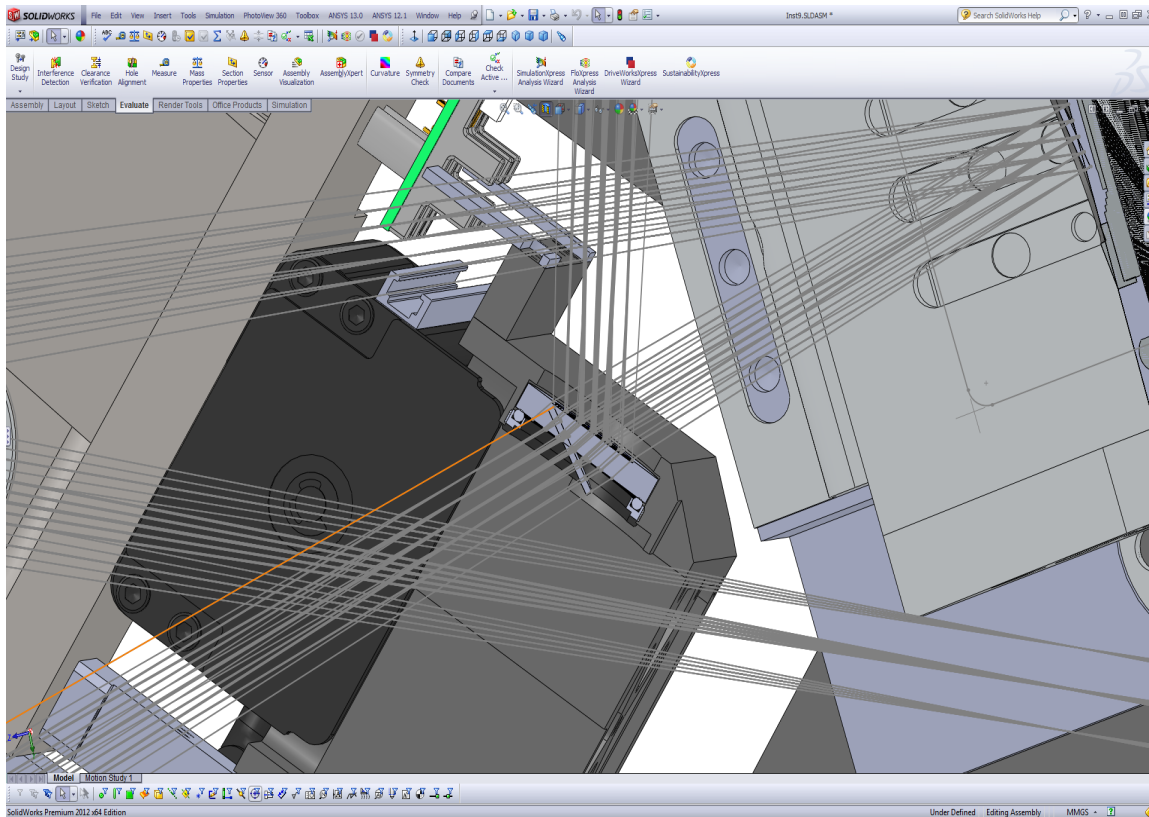 SOLIDWORKS File Edit View Insert Tools Simulation PhotoView 360 Toolbox ANSYS 13.0 ANSYS 12.1 Window Help Inst9.SLDASM * Search SolidWorks Help
Design Study
Interference Detection
Clearance Verification
Hole Alignment
Measure
Mass Properties
Section Properties
Sensor
Assembly Visualization
AssemblyXpert
Curvature
Symmetry Check
Compare Documents
Check Active ...
SimulationXpress Analysis Wizard
FloXpress Analysis Wizard
DriveWorksXpress Wizard
SustainabilityXpress
Assembly Layout Sketch Evaluate Render Tools Office Products Simulation
Z
Model Motion Study 1
SolidWorks Premium 2012 x64 Edition Under Defined Editing Assembly MMGS